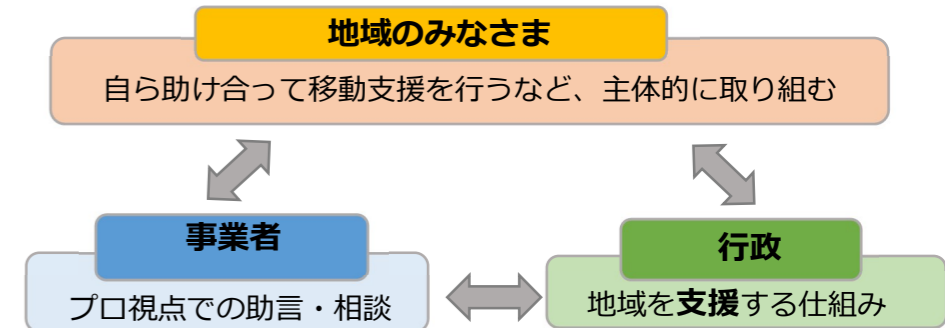 地域のみなさま
自ら助け合って移動支援を行うなど、主体的に取り組む
事業者
プロ視点での助言・相談
行政
地域を支援する仕組み